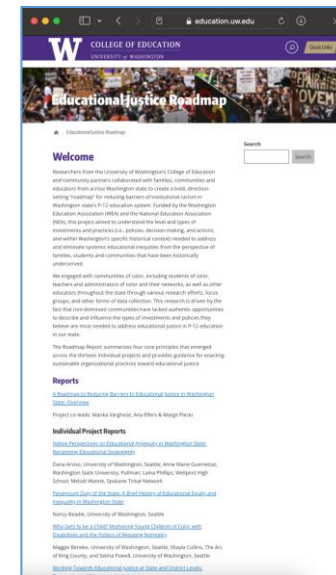 education.uw.edu
W
COLLEGE OF EDUCATION
UNIVERSITY of WASHINGTON
Quick Links
Educational Justice Roadmap
Educational Justice Roadmap
Search
Search
Welcome
Researchers from the University of Washington's College of Education
and community partners collaborated with families, communities and
educators from across Washington state to create a bold, direction-
setting "roadmap" for reducing barriers of institutional racism in
Washington state's P-12 education system. Funded by the Washington
Education Association (WEA) and the National Education Association
(NEA), this project aimed to understand the level and types of
investments and practices (i.e., policies, decision-making, and actions,
and within Washington's specific historical context) needed to address
and eliminate systemic educational inequities from the perspective of
families, students and communities that have been historically
underserved.
We engaged with communities of color, including students of color,
teachers and administrators of color and their networks, as well as other
educators throughout the state through various research efforts, focus
groups, and other forms of data collection. This research is driven by the
fact that non-dominant communities have lacked authentic opportunities
to describe and influence the types of investments and policies they
believe are most needed to address educational justice in P-12 education
in our state.
The Roadmap Report summarizes four core principles that emerged
across the thirteen individual projects and provides guidance for enacting
sustainable organizational practices toward educational justice.
Reports
A Roadmap to Reducing Barriers to Educational Justice in Washington
State: Overview
Project co-leads: Manka Varghese, Ana Elfers & Marge Plecki
Individual Project Reports
Native Perspectives on Educational (In)equity in Washington State:
Reclaiming Educational Sovereignty
Dana Arviso, University of Washington, Seattle; Anne Marie Guerrettaz,
Washington State University, Pullman; Laina Phillips, Wellpinit High
School; Melodi Wynne, Spokane Tribal Network
Paramount Duty of the State: A Brief History of Educational Equity and
Inequality in Washington State
Nancy Beadie, University of Washington, Seattle
Who Gets to be a Child? Mothering Young Children of Color with
Disabilities and the Politics of Resisting Normalcy
Maggie Beneke, University of Washington, Seattle, Shayla Collins, The Arc
of King County, and Selma Powell, University of Washington, Seattle
Working Towards Educational Justice at State and District Levels: